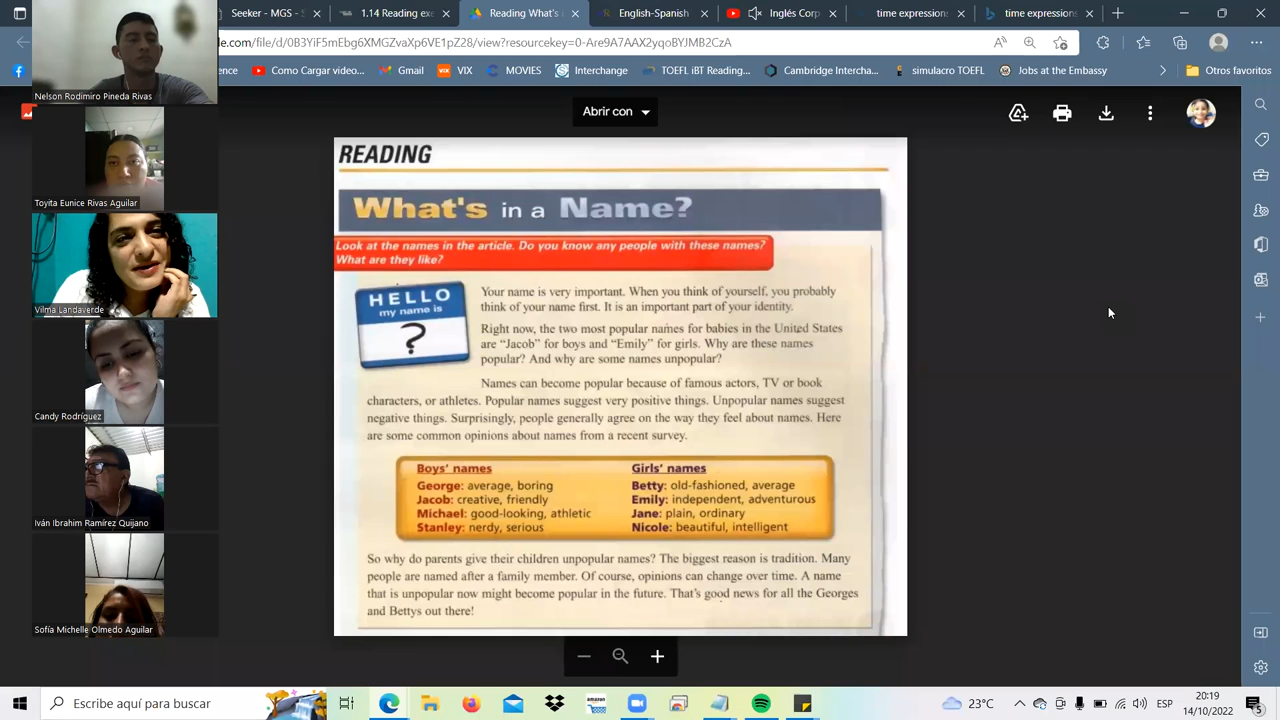 Seeker - MGS - S
1.14 Reading ex
What's i
English-Spanish
Inglés Co
time expressions
time expressions
le.com/file/d/0B3YiF5mEbg6XMGZvaXp6VE1pZ28/view?resourcekey=0-Are9A7AAX2yqoBYJMB2CzA
ence
Como Cargar video...
Gmail
VIX
MOVIES
Interchange
TOEFL iBT Reading...
Cambridge Intercha...
simulacro TOEFL
Jobs at the Embassy
Otros favoritos
Abrir con
Nelson Rodimiro Pineda Rivas
Toyita Eunice Rivas Aguilar
Vilma Landaverde
Candy Rodríguez
Iván Ibrahim Ramírez Quijano
Sofía Michelle Olmedo Aguilar
READING
What's in a Name?
Look at the names in the article. Do you know any people with these names?
What are they like?
HELLO
my name is
?
Your name is very important. When you think of yourself, you probably
think of your name first. It is an important part of your identity.
Right now, the two most popular names for babies in the United States
are “Jacob” for boys and “Emily” for girls. Why are these names
popular? And why are some names unpopular?
Names can become popular because of famous actors, TV or book
characters, or athletes. Popular names suggest very positive things. Unpopular names suggest
negative things. Surprisingly, people generally agree on the way they feel about names. Here
are some common opinions about names from a recent survey.
Boys' names
George: average, boring
Jacob: creative, friendly
Michael: good-looking, athletic
Stanley: nerdy, serious
Girls' names
Betty: old-fashioned, average
Emily: independent, adventurous
Jane: plain, ordinary
Nicole: beautiful, intelligent
So why do parents give their children unpopular names? The biggest reason is tradition. Many
people are named after a family member. Of course, opinions can change over time. A name
that is unpopular now might become popular in the future. That's good news for all the Georges
and Bettys out there!
Escribe aquí para buscar
23°C
ESP
20:19
14/10/2022
5